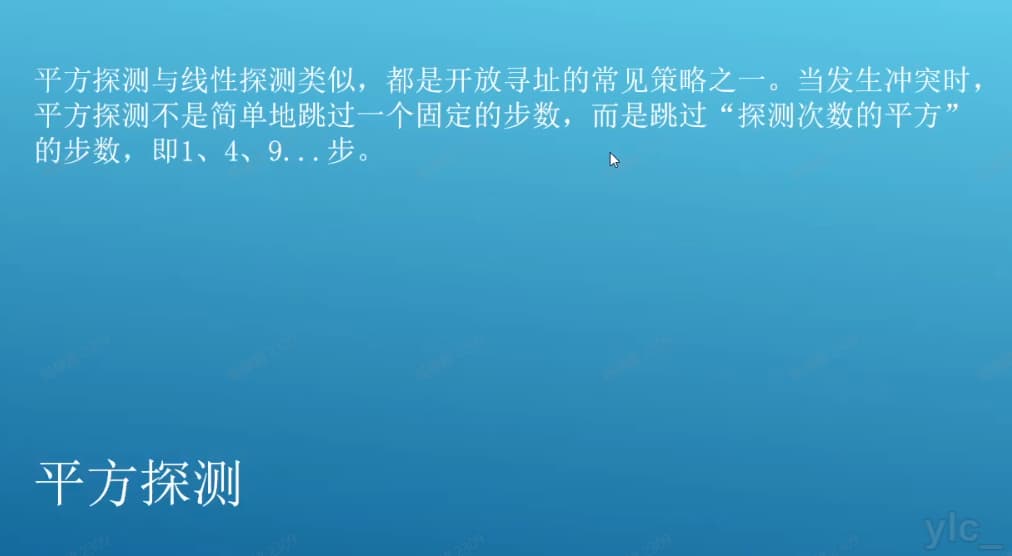 平方探测与线性探测类似，都是开放寻址的常见策略之一。当发生冲突时，
平方探测不是简单地跳过一个固定的步数，而是跳过“探测次数的平方”
的步数，即1、4、9...步。
平方探测
ylc_